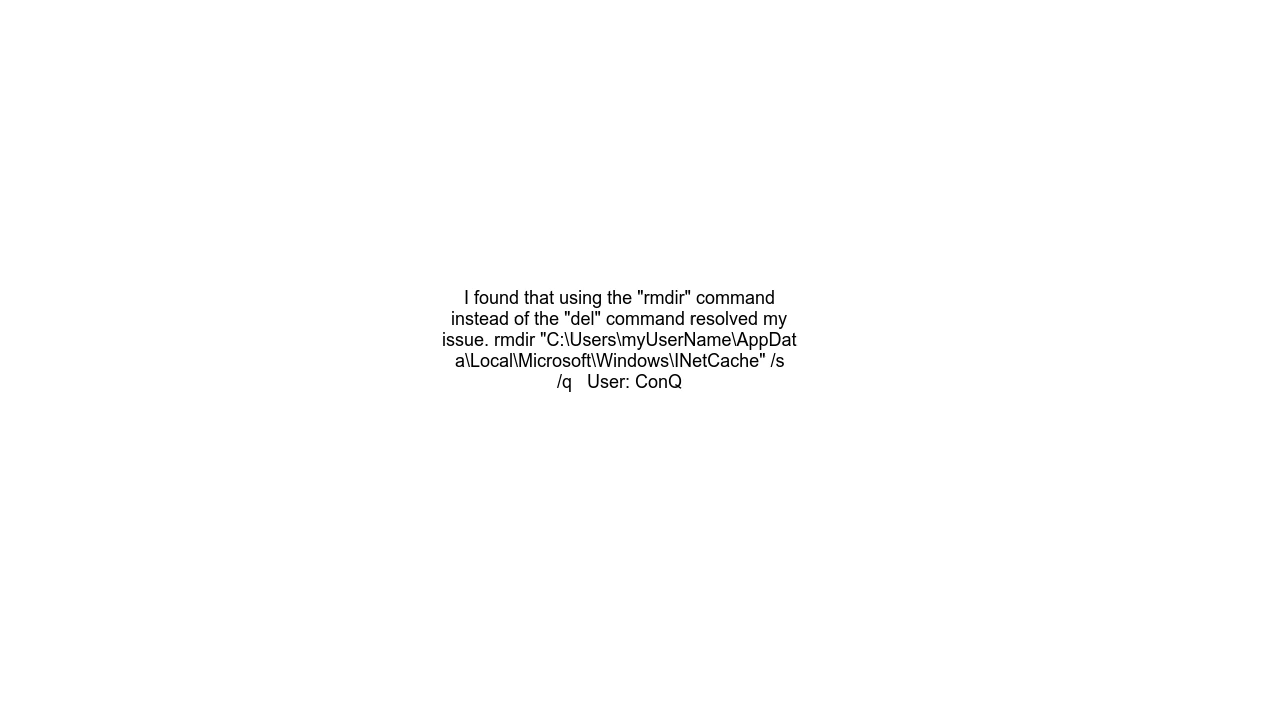 I found that using the "rmdir" command
instead of the "del" command resolved my
issue. rmdir "C:\Users\myUserName\AppDat
a\Local\Microsoft\Windows\INetCache" /s
/q   User: ConQ